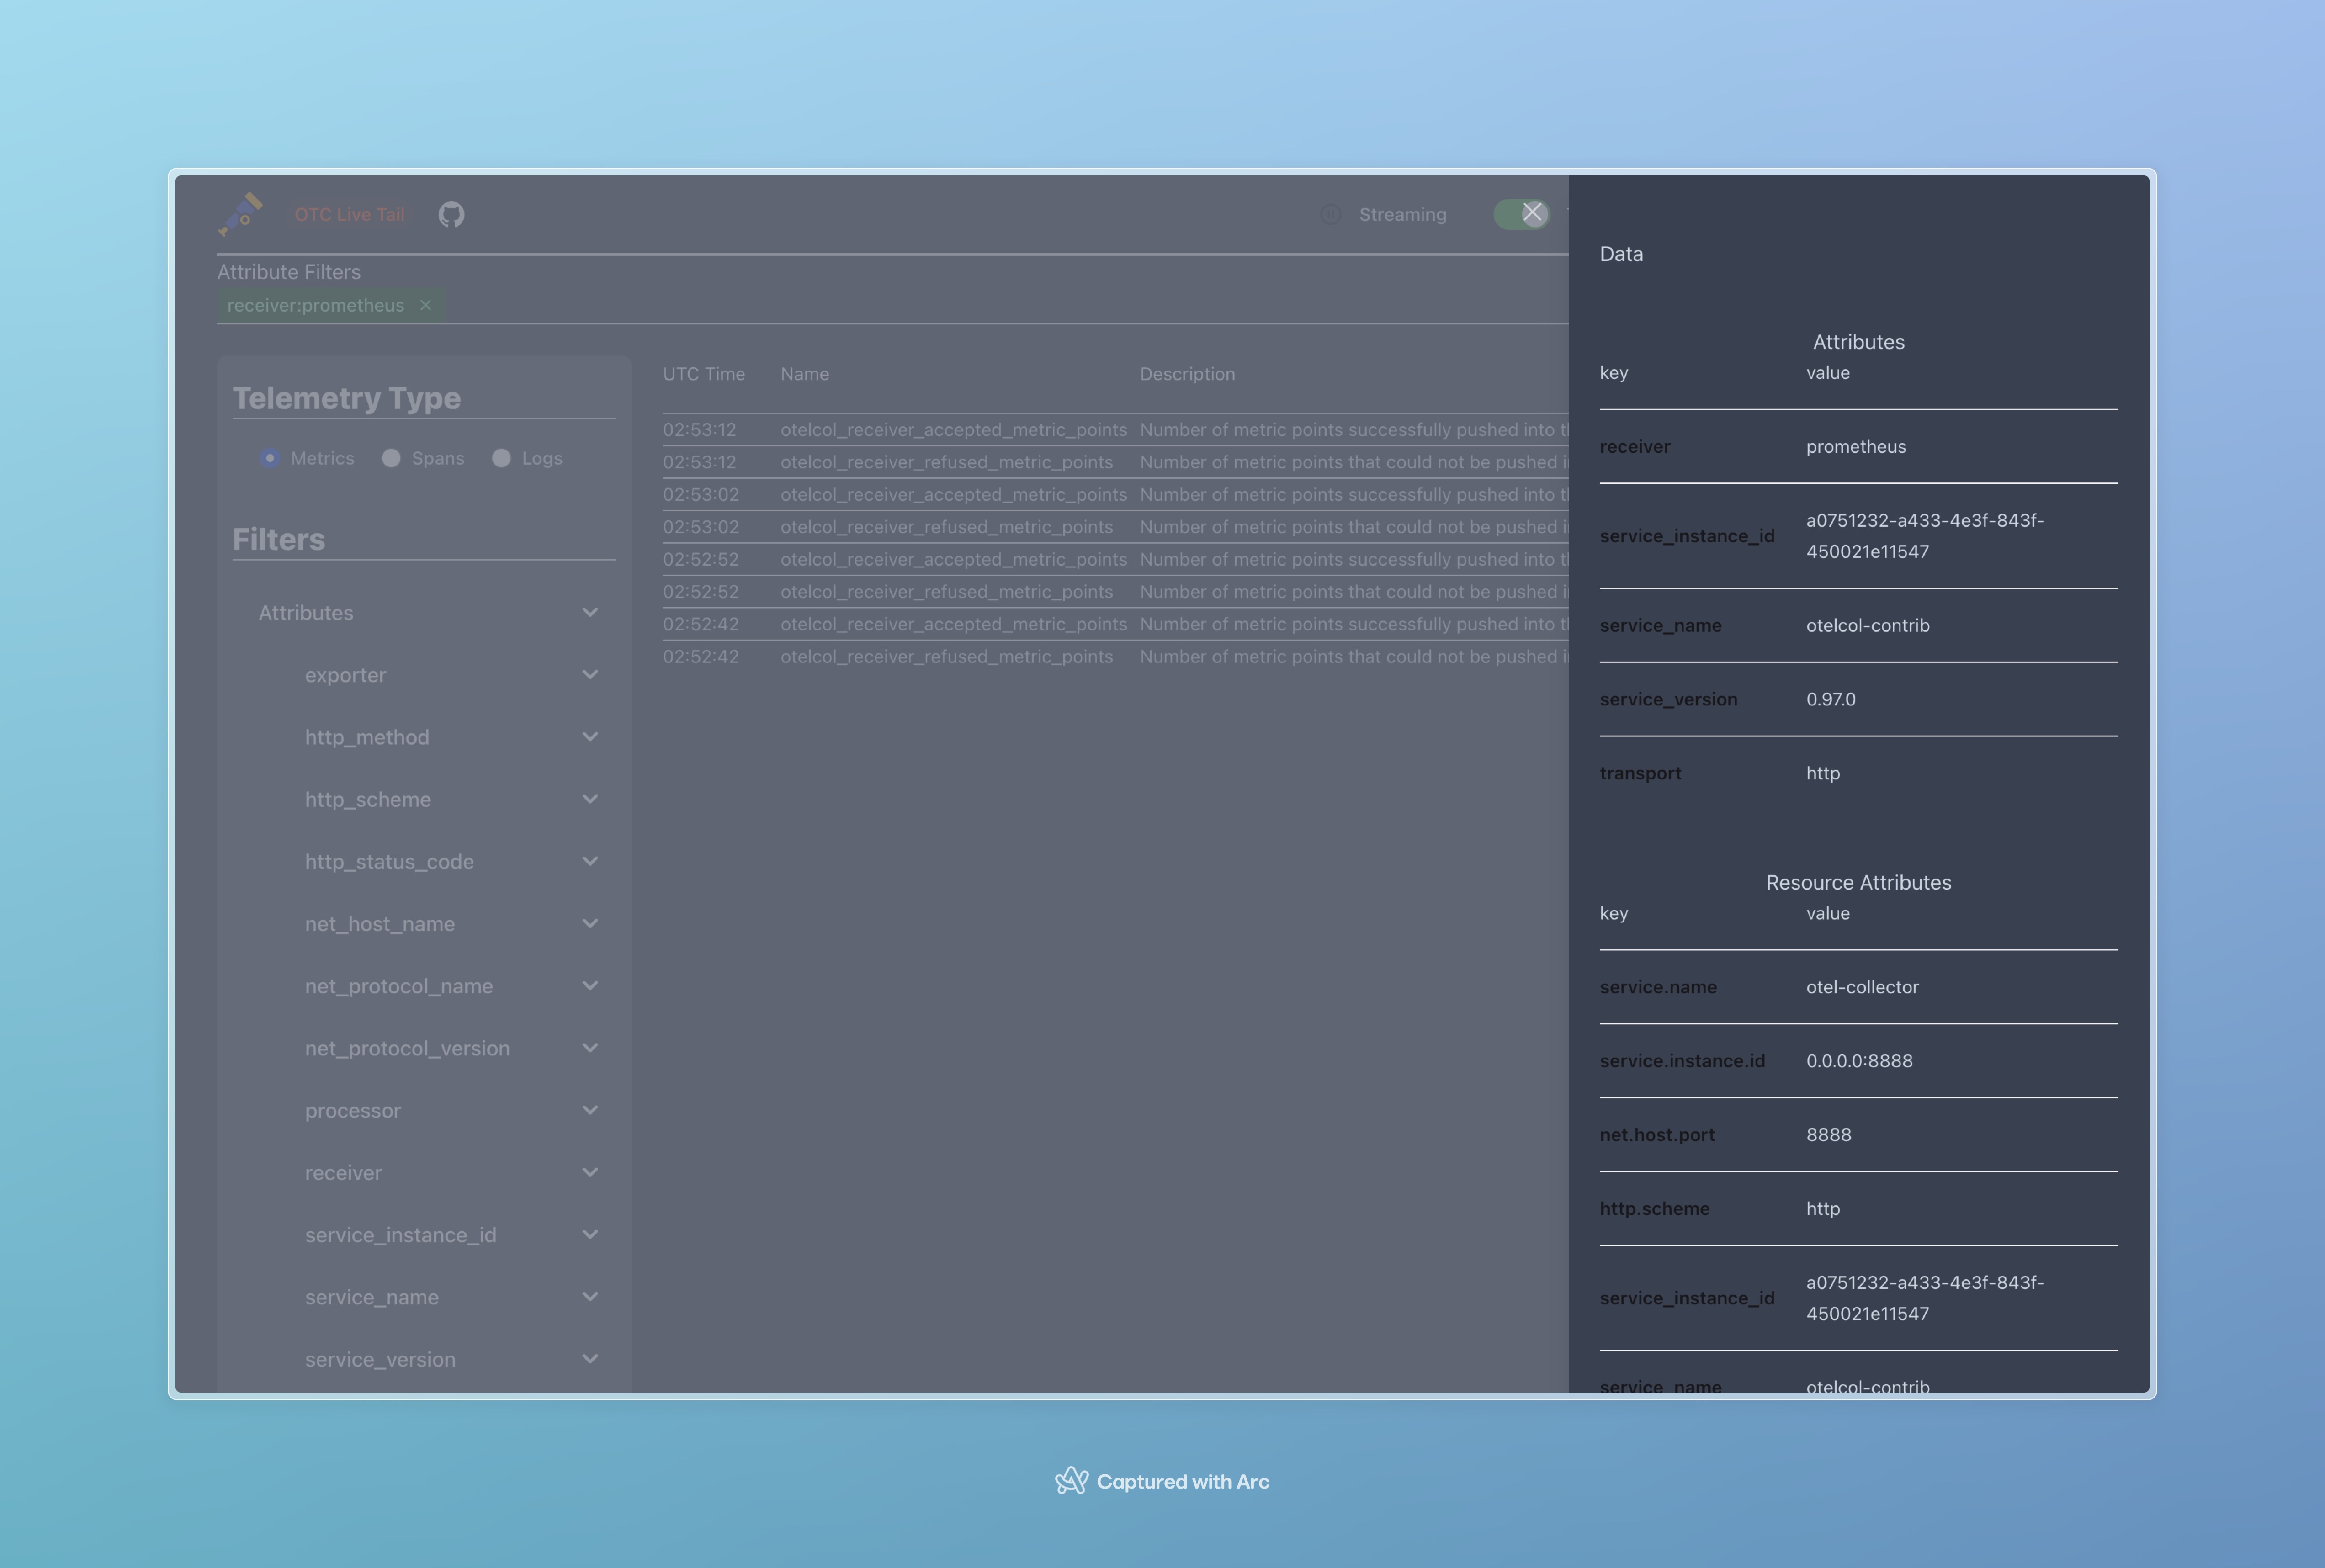 OTC Live Tail
Streaming
Attribute Filters
receiver:prometheus
Telemetry Type
Metrics Spans Logs
Filters
Attributes
exporter
http_method
http_scheme
http_status_code
net_host_name
net_protocol_name
net_protocol_version
processor
receiver
service_instance_id
service_name
service_version
UTC Time Name Description
02:53:12 otelcol_receiver_accepted_metric_points Number of metric points successfully pushed into
02:53:12 otelcol_receiver_refused_metric_points Number of metric points that could not be pushed
02:53:02 otelcol_receiver_accepted_metric_points Number of metric points successfully pushed into
02:53:02 otelcol_receiver_refused_metric_points Number of metric points that could not be pushed
02:52:52 otelcol_receiver_accepted_metric_points Number of metric points successfully pushed into
02:52:52 otelcol_receiver_refused_metric_points Number of metric points that could not be pushed
02:52:42 otelcol_receiver_accepted_metric_points Number of metric points successfully pushed into
02:52:42 otelcol_receiver_refused_metric_points Number of metric points that could not be pushed
Data
Attributes
key value
receiver prometheus
service_instance_id a0751232-a433-4e3f-843f-
450021e11547
service_name otelcol-contrib
service_version 0.97.0
transport http
Resource Attributes
key value
service.name otel-collector
service.instance.id 0.0.0.0:8888
net.host.port 8888
http.scheme http
service_instance_id a0751232-a433-4e3f-843f-
450021e11547
service_name otelcol-contrib
Captured with Arc